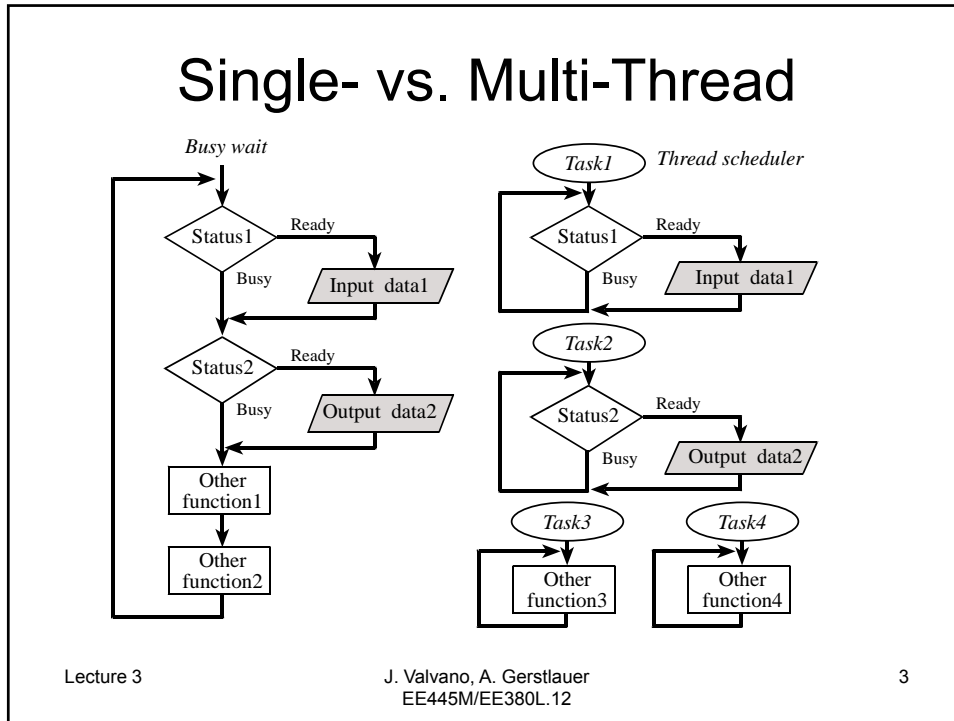 Single- vs. Multi-Thread
Busy wait
Status1
Ready
Busy
Input data1
Status2
Ready
Busy
Output data2
Other
function1
Other
function2
Task1
Thread scheduler
Status1
Ready
Busy
Input data1
Task2
Status2
Ready
Busy
Output data2
Task3
Other
function3
Task4
Other
function4
Lecture 3
J. Valvano, A. Gerstlauer
EE445M/EE380L.12
3